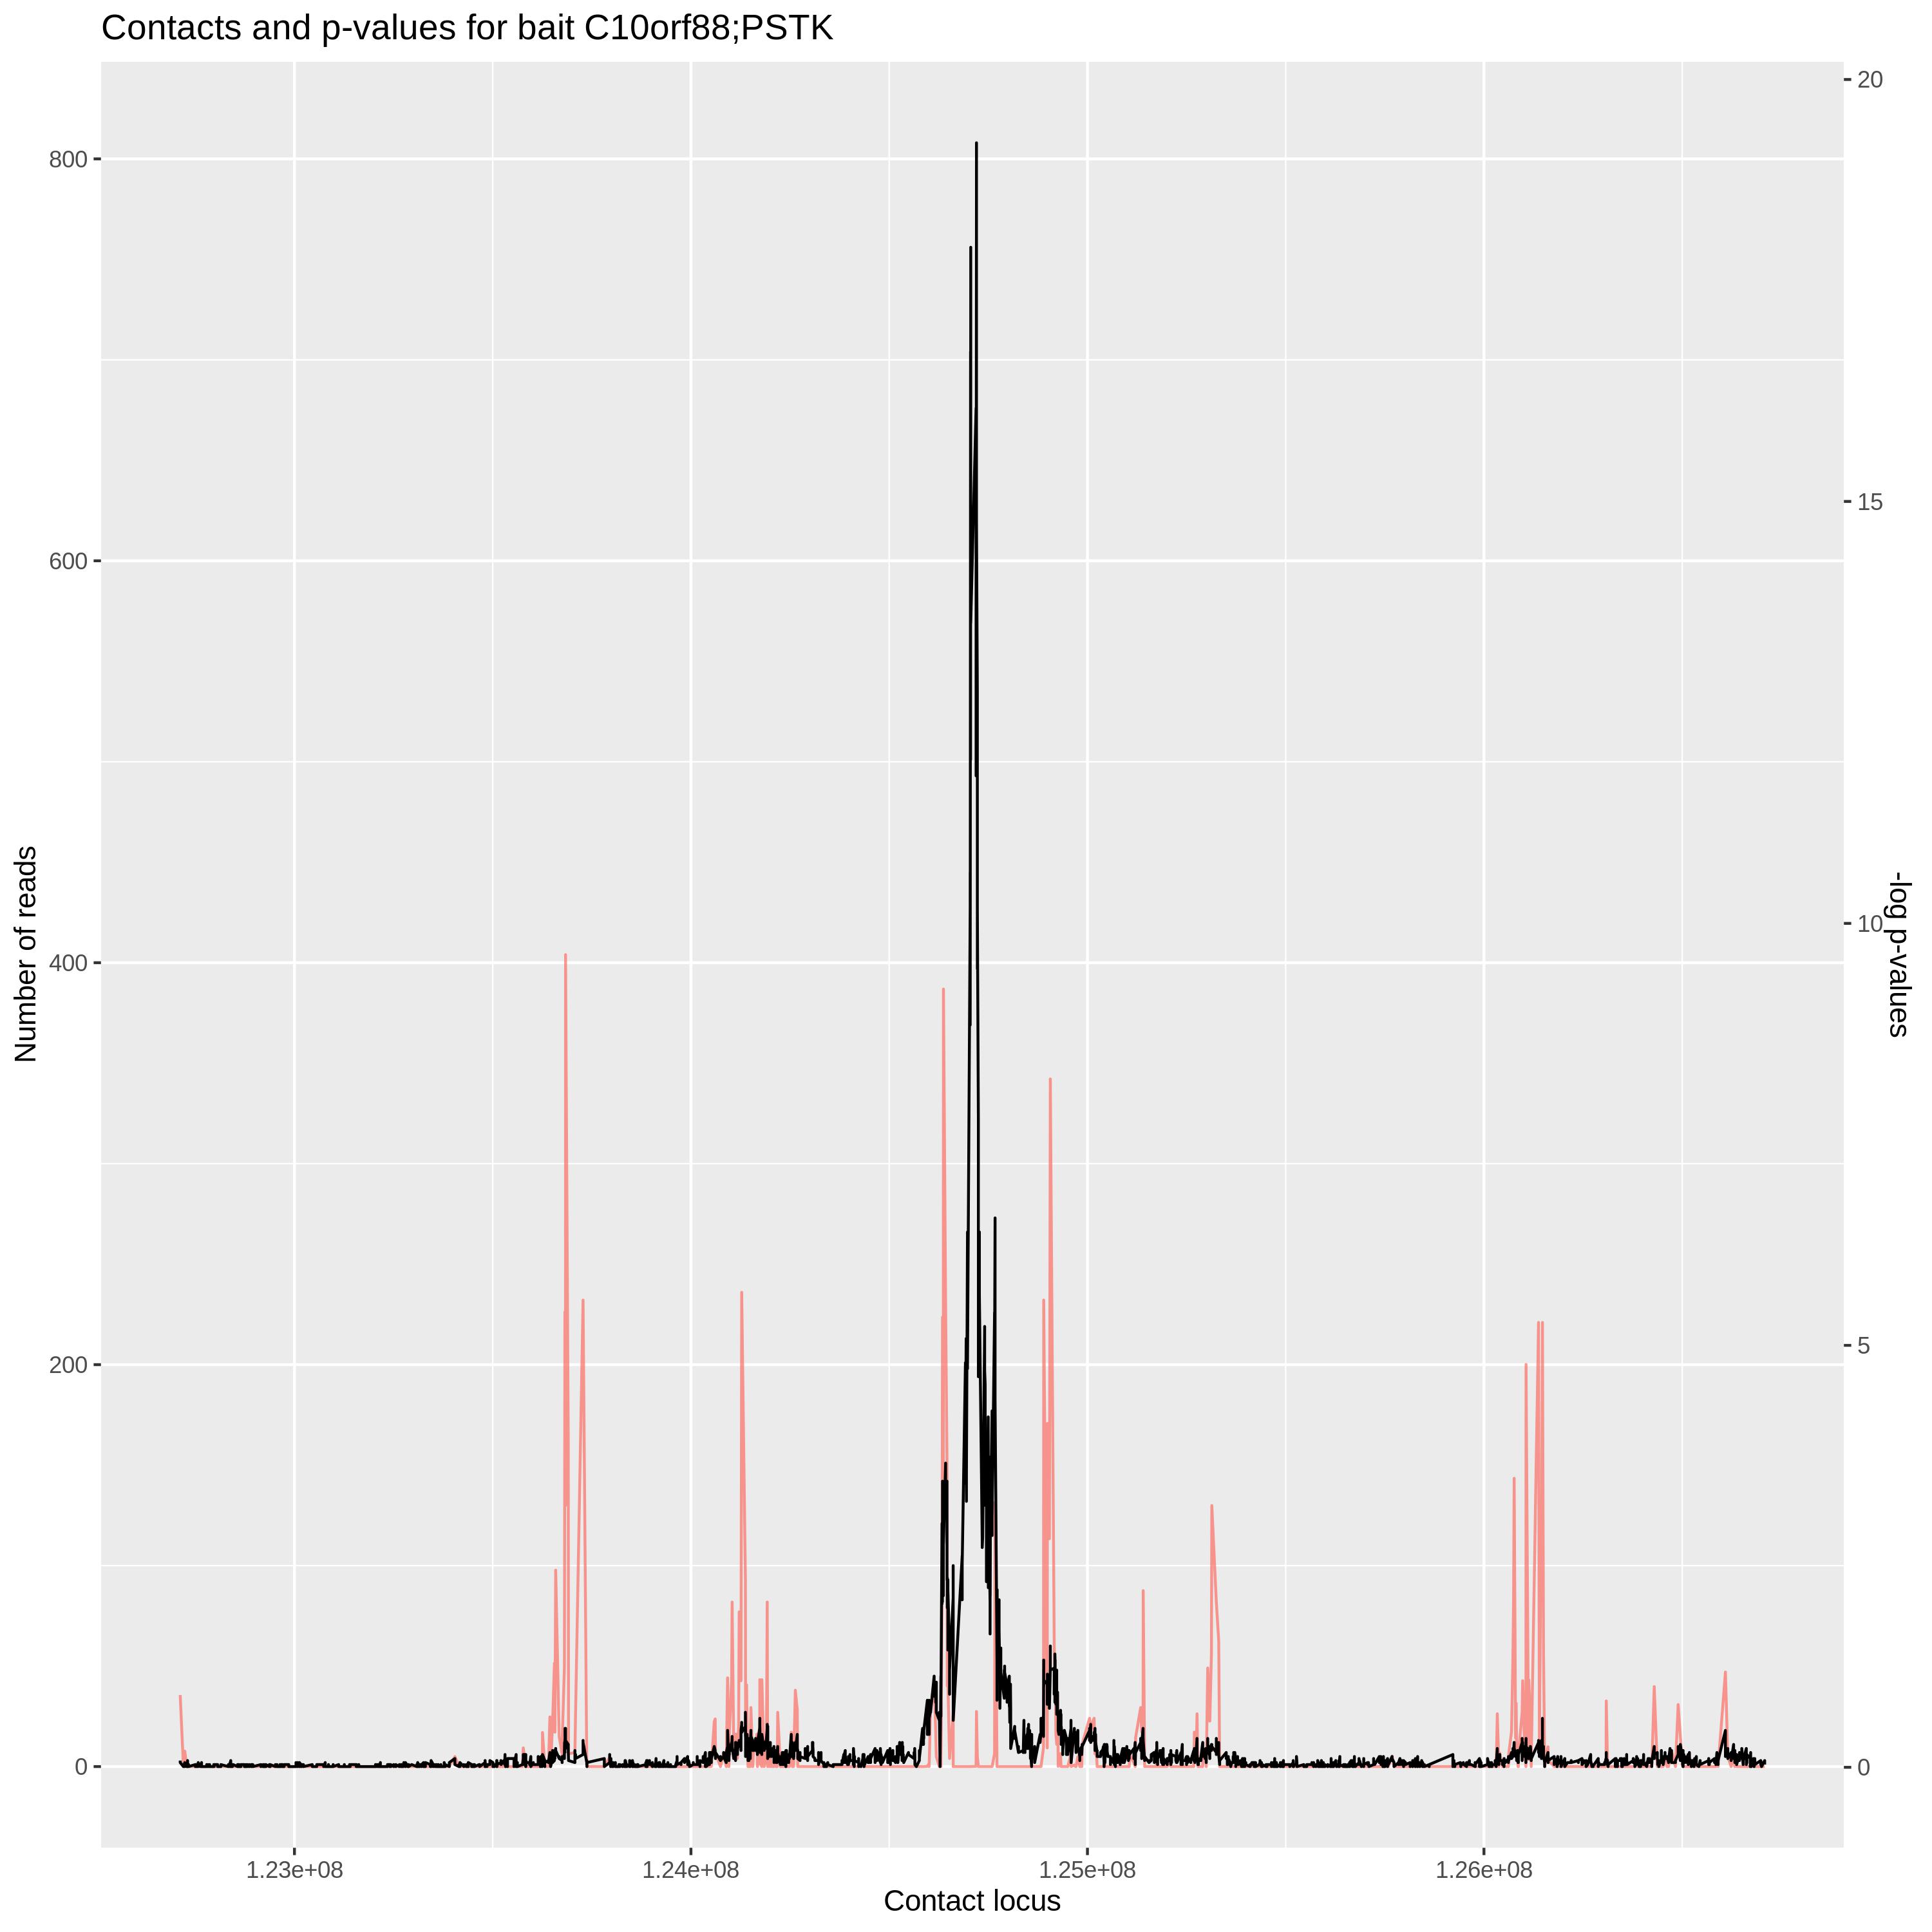 Contacts and p-values for bait C10orf88;PSTK
800
600
400
200
0
Number of reads
20
15
10
5
0
-log p-values
1.23e+08
1.24e+08
1.25e+08
1.26e+08
Contact locus